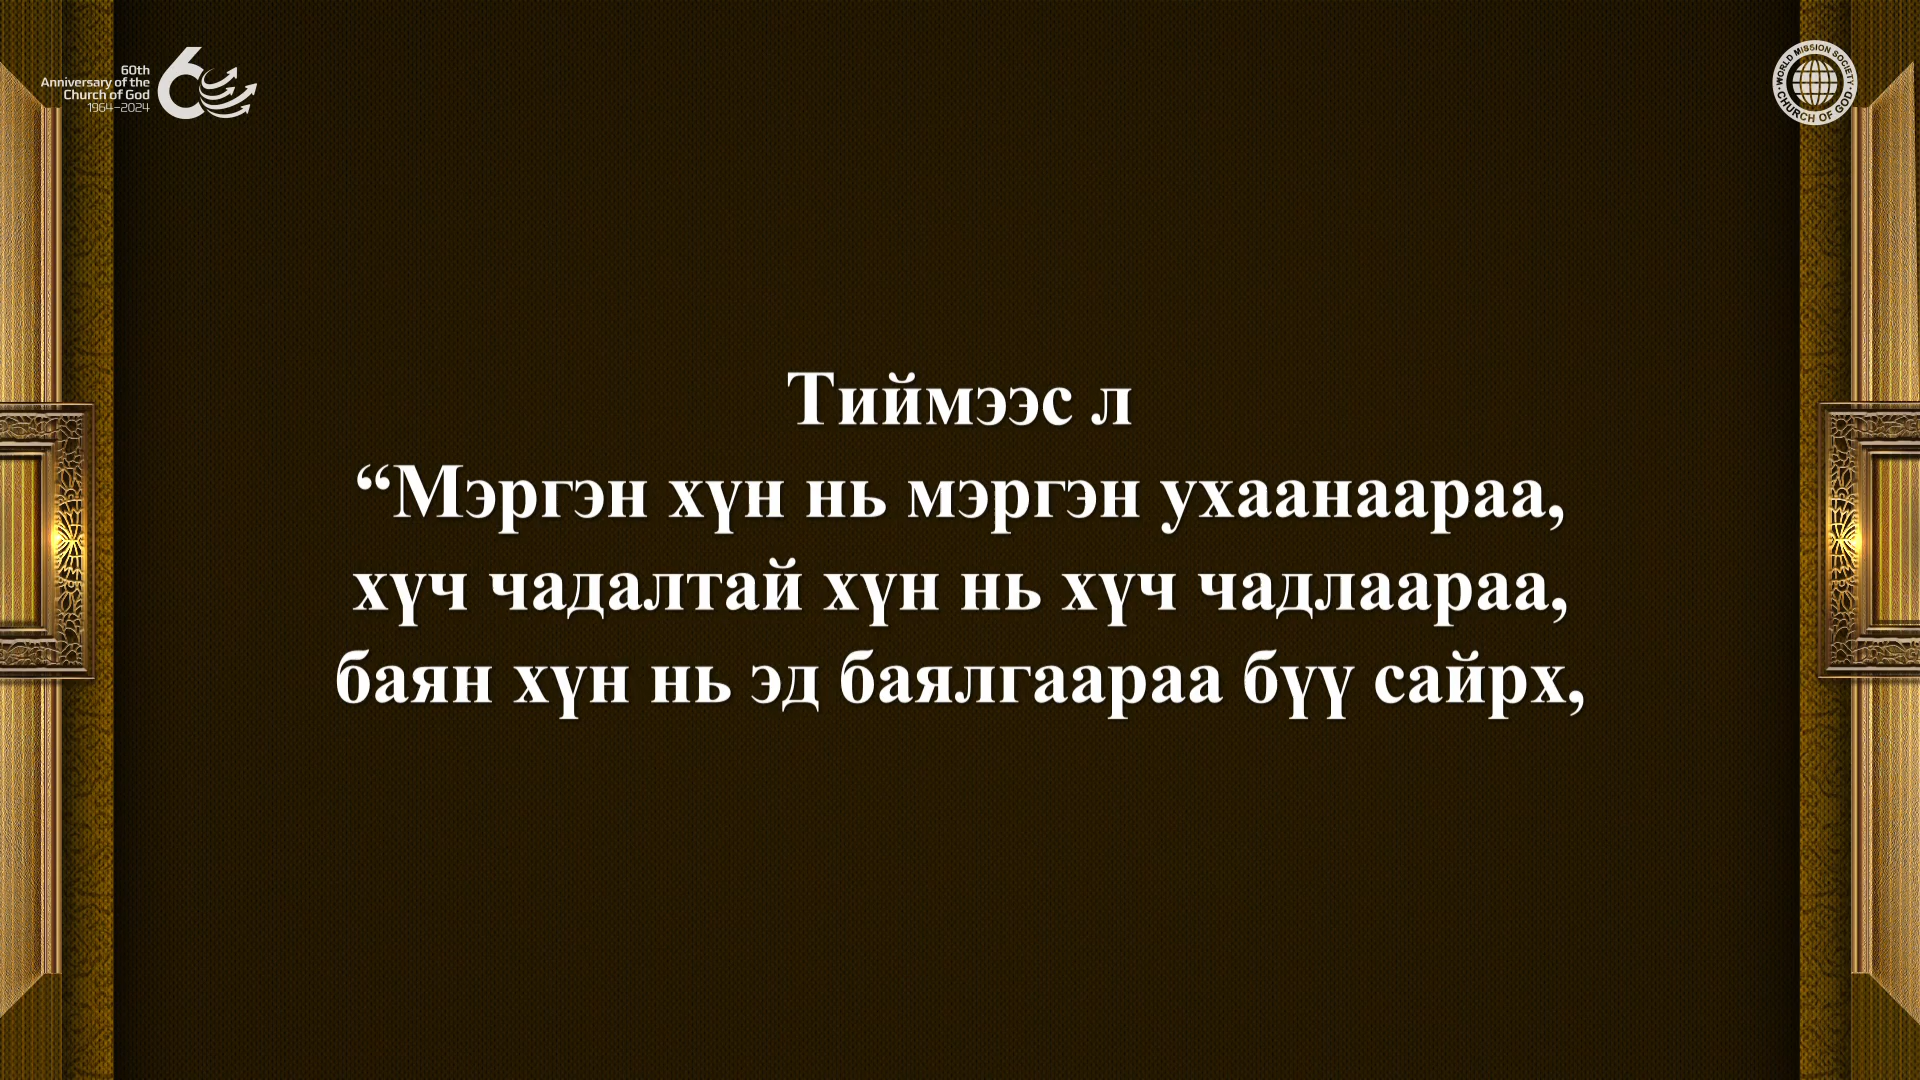 60th
Anniversary of the
Church of God
1964–2024
WORLD MISSION SOCIETY
CHURCH OF GOD
Тиймээс л
“Мэргэн хүн нь мэргэн ухаанаараа,
хүч чадалтай хүн нь хүч чадлаараа,
баян хүн нь эд баялгаараа бүү сайрх,